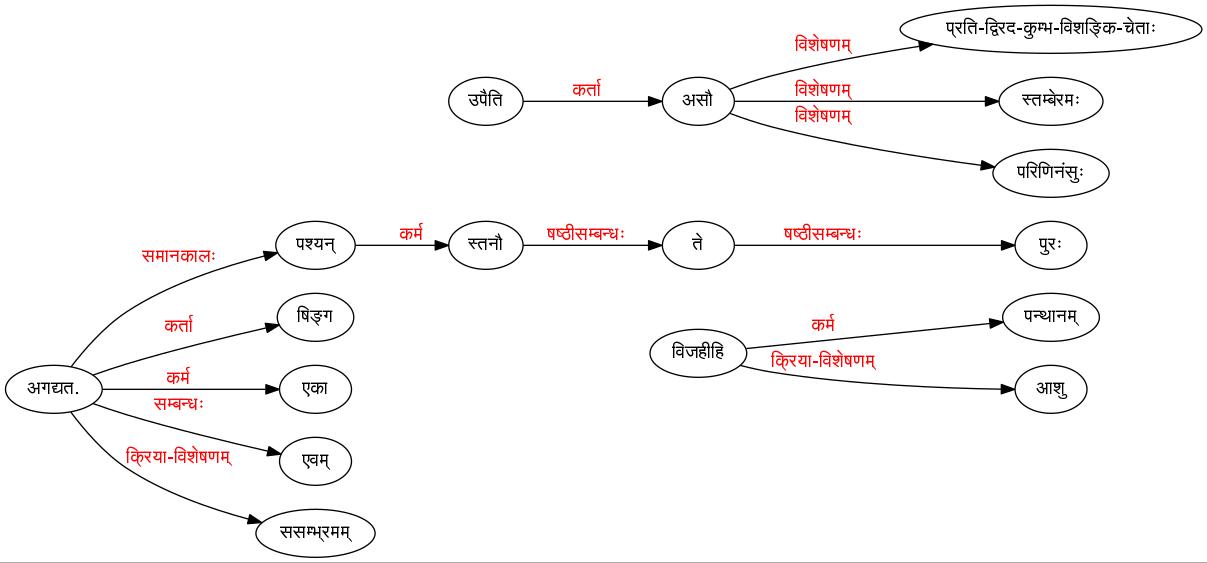 प्रति-द्विरद-कुम्भ-विशङ्कि-चेताः
विशेषणम्
उपैति कर्ता असौ विशेषणम् स्तम्बेरमः
विशेषणम्
परिणिनंसुः
पश्यन् कर्म स्तनौ षष्ठीसम्बन्धः ते षष्ठीसम्बन्धः पुरः
समानकालः
षिङ्ग कर्म पन्थानम्
कर्ता
विजहीहि
क्रिया-विशेषणम्
अगद्यत. कर्म एका आशु
सम्बन्धः
एवम्
क्रिया-विशेषणम्
ससम्भ्रमम्